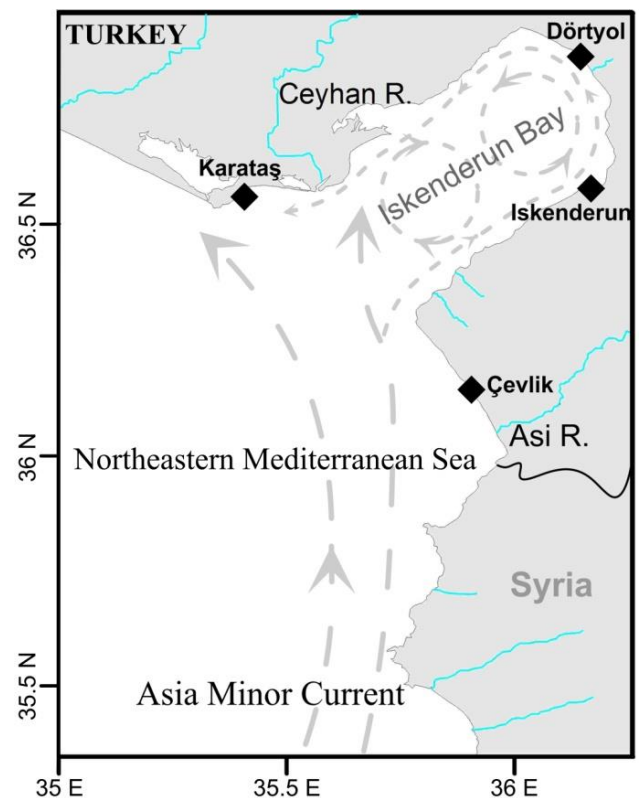 TURKEY
Dörtyol
Ceyhan R.
Karataş
Iskenderun Bay
Iskenderun
36.5 N
Çevlik
Asi R.
36 N
Northeastern Mediterranean Sea
Syria
35.5 N
Asia Minor Current
35 E
35.5 E
36 E